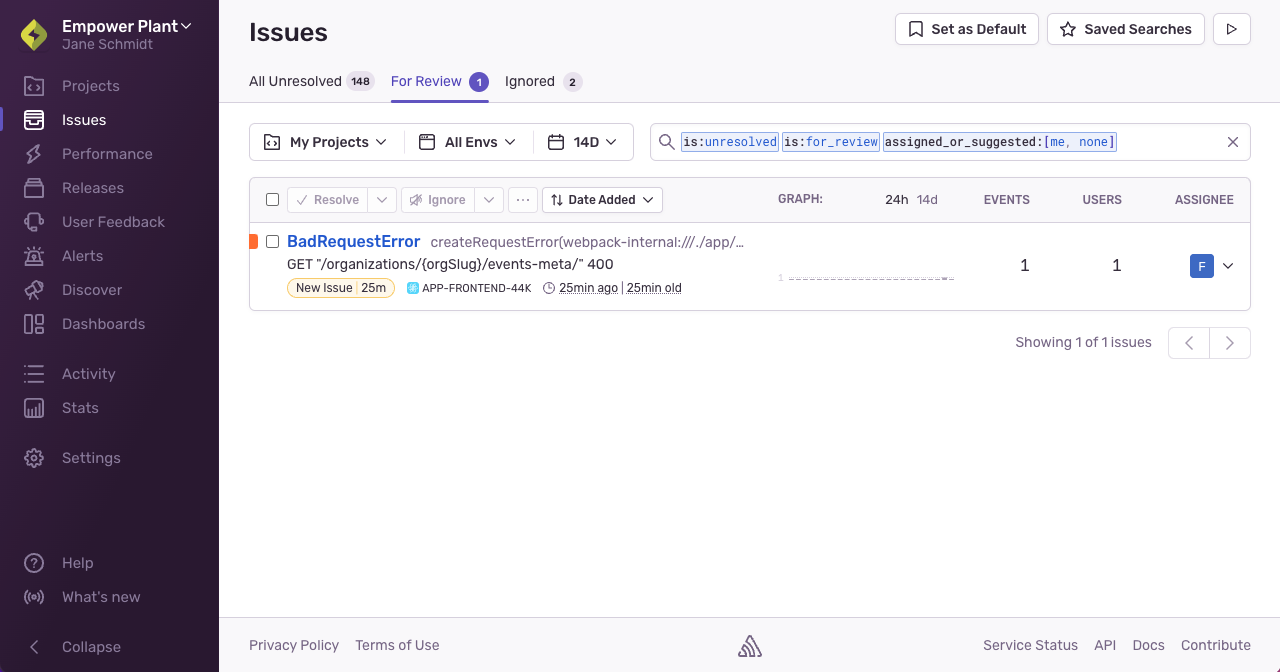 Empower Plant
Jane Schmidt
Projects
Issues
Performance
Releases
User Feedback
Alerts
Discover
Dashboards
Activity
Stats
Settings
Help
What's new
Collapse
Issues
Set as Default
Saved Searches
All Unresolved 148
For Review 1
Ignored 2
My Projects
All Envs
14D
is:unresolved is:for_review assigned_or_suggested:[me, none]
Resolve
Ignore
Date Added
GRAPH:
24h 14d
EVENTS
USERS
ASSIGNEE
BadRequestError createRequestError(webpack-internal:///./app/…
GET "/organizations/{orgSlug}/events-meta/" 400
New Issue | 25m APP-FRONTEND-44K 25min ago | 25min old
1
1
1
F
Showing 1 of 1 issues
Privacy Policy
Terms of Use
Service Status
API
Docs
Contribute